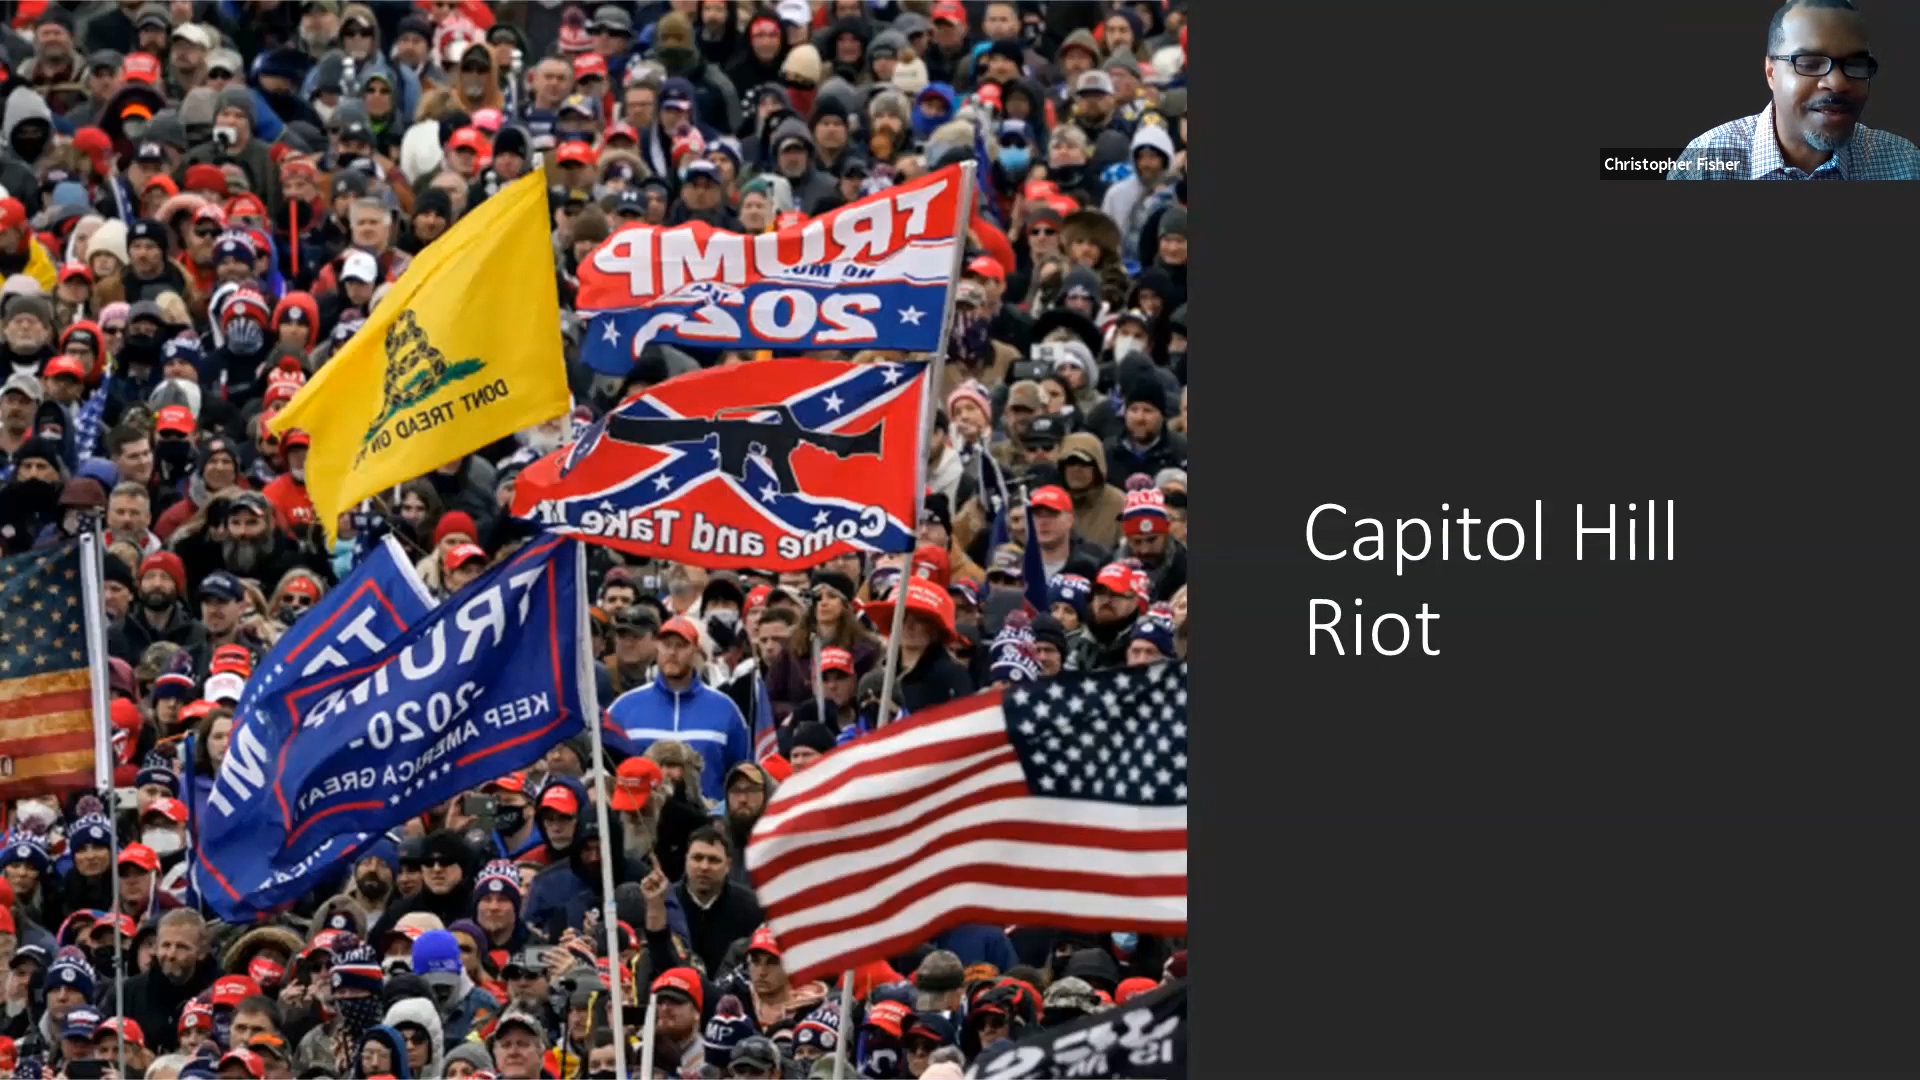 Christopher Fisher
TRUMP
2020
DONT TREAD ON
Come and Take It
TRUMP
-2020-
KEEP AMERICA GREAT
Capitol Hill
Riot